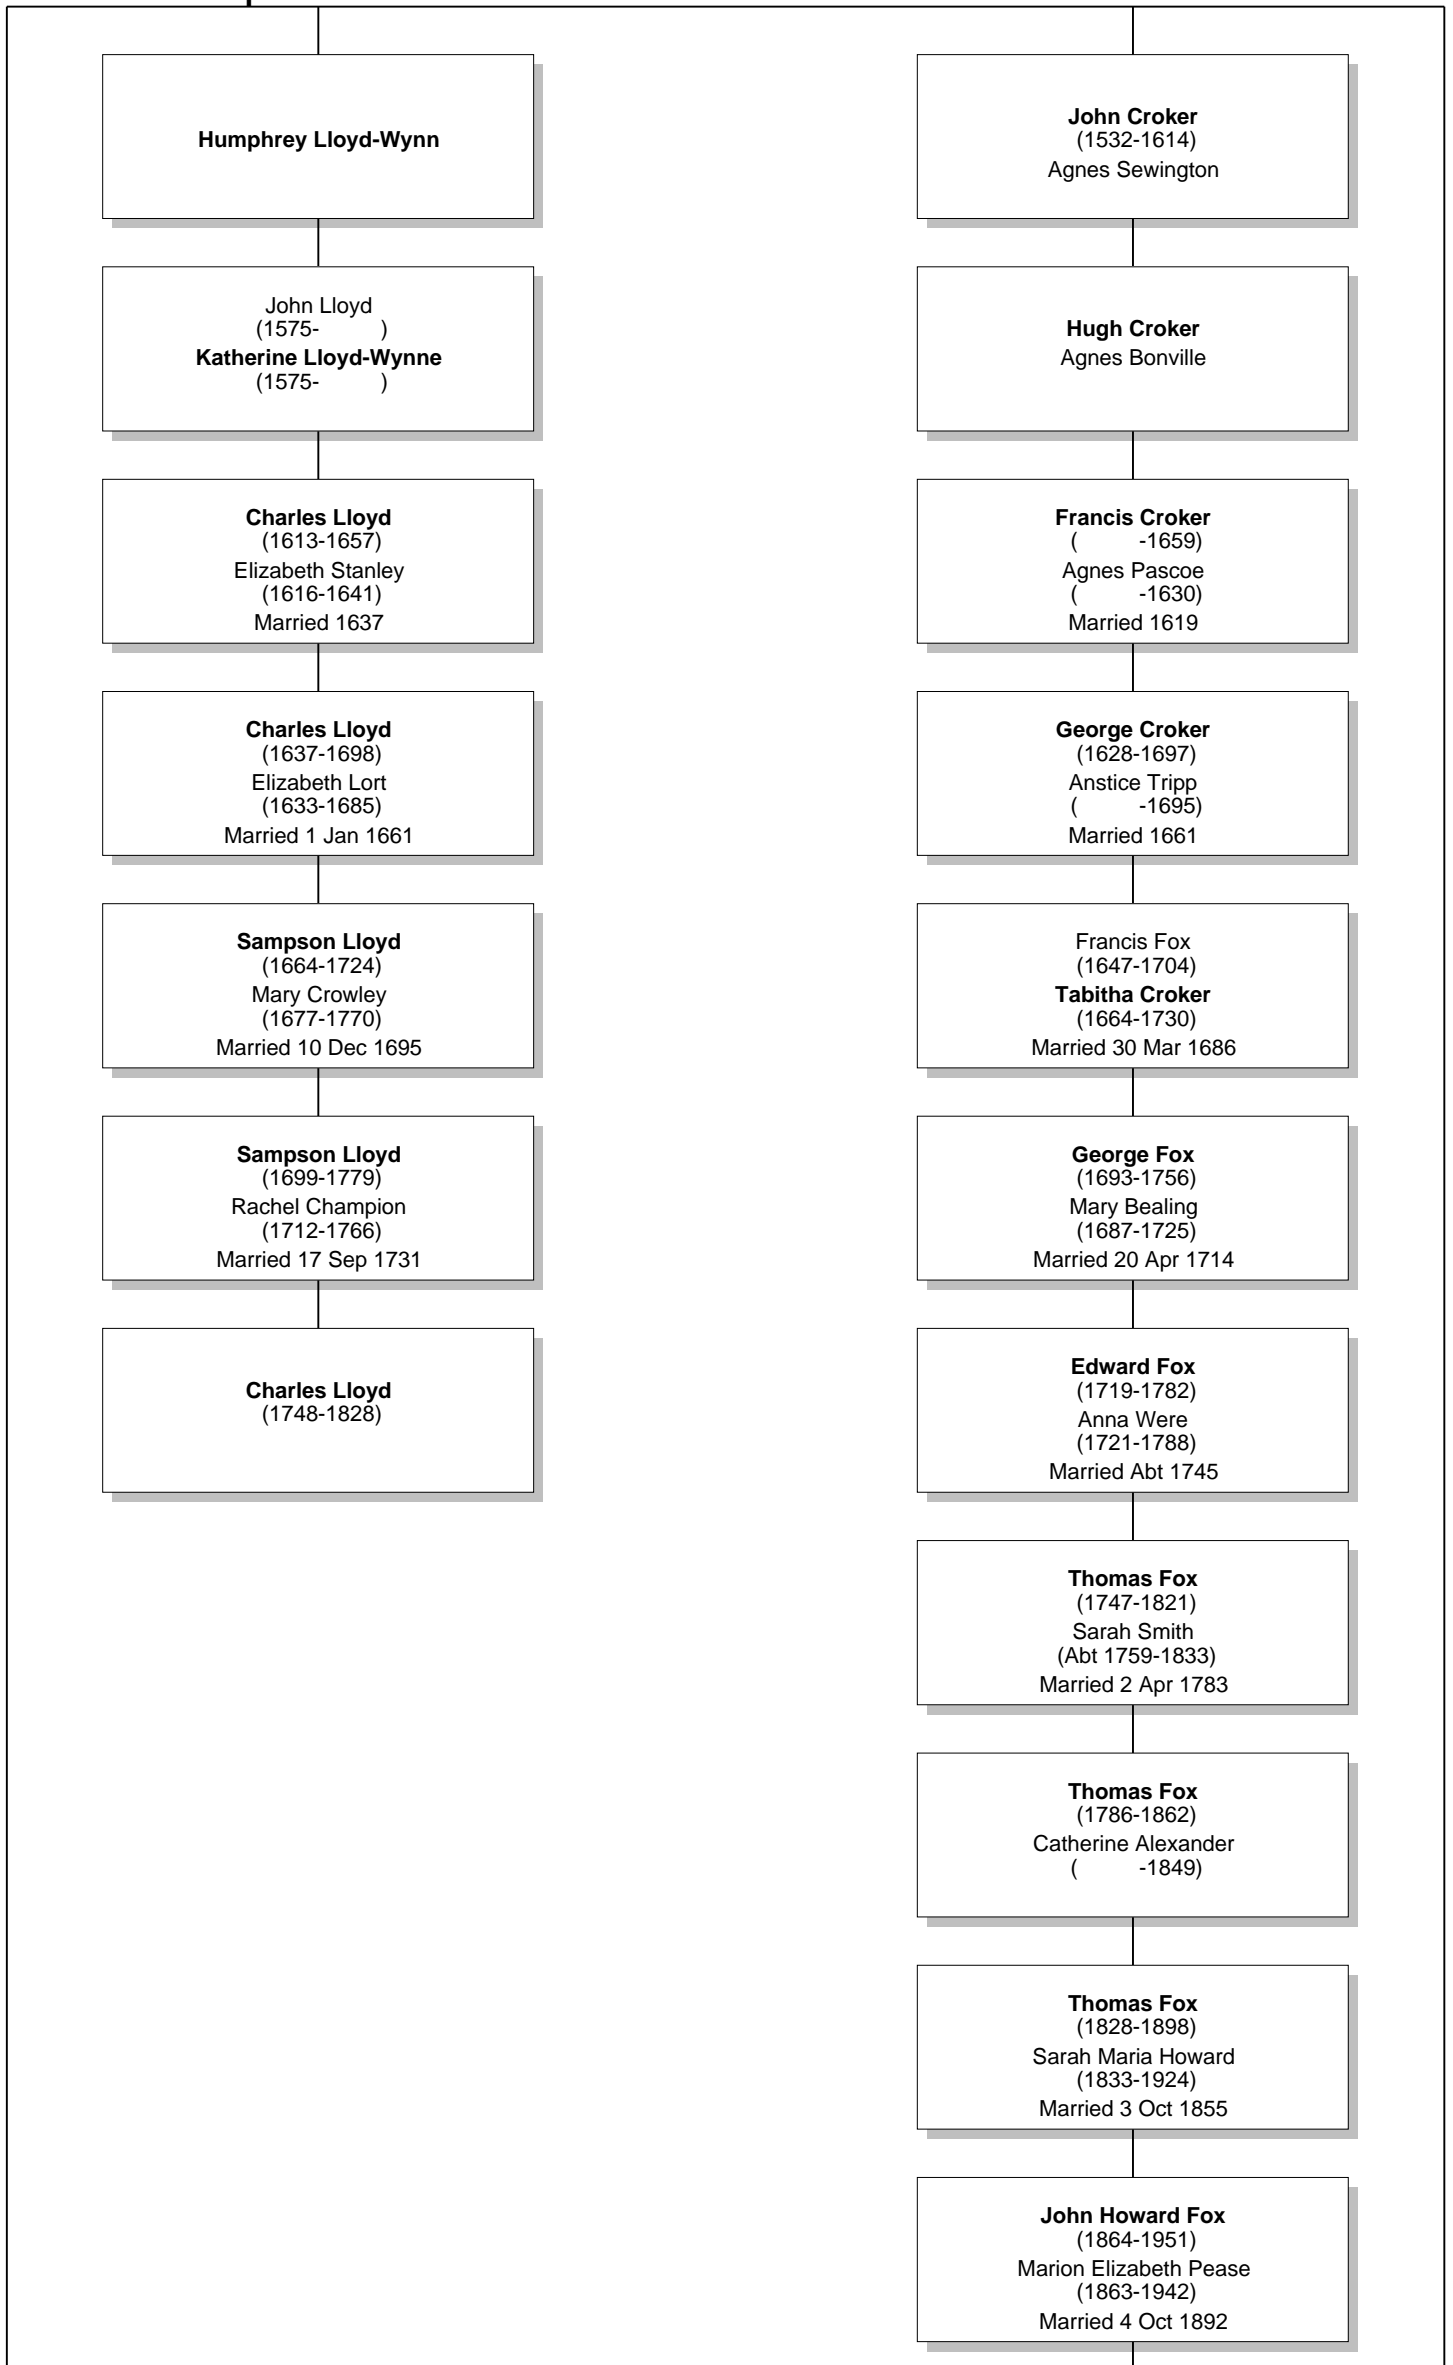 Humphrey Lloyd-Wynn
John Lloyd
(1575- )
Katherine Lloyd-Wynne
(1575- )
Charles Lloyd
(1613-1657)
Elizabeth Stanley
(1616-1641)
Married 1637
Charles Lloyd
(1637-1698)
Elizabeth Lort
(1633-1685)
Married 1 Jan 1661
Sampson Lloyd
(1664-1724)
Mary Crowley
(1677-1770)
Married 10 Dec 1695
Sampson Lloyd
(1699-1779)
Rachel Champion
(1712-1766)
Married 17 Sep 1731
Charles Lloyd
(1748-1828)
John Croker
(1532-1614)
Agnes Sewington
Hugh Croker
Agnes Bonville
Francis Croker
( -1659)
Agnes Pascoe
( -1630)
Married 1619
George Croker
(1628-1697)
Anstice Tripp
( -1695)
Married 1661
Francis Fox
(1647-1704)
Tabitha Croker
(1664-1730)
Married 30 Mar 1686
George Fox
(1693-1756)
Mary Bealing
(1687-1725)
Married 20 Apr 1714
Edward Fox
(1719-1782)
Anna Were
(1721-1788)
Married Abt 1745
Thomas Fox
(1747-1821)
Sarah Smith
(Abt 1759-1833)
Married 2 Apr 1783
Thomas Fox
(1786-1862)
Catherine Alexander
( -1849)
Thomas Fox
(1828-1898)
Sarah Maria Howard
(1833-1924)
Married 3 Oct 1855
John Howard Fox
(1864-1951)
Marion Elizabeth Pease
(1863-1942)
Married 4 Oct 1892